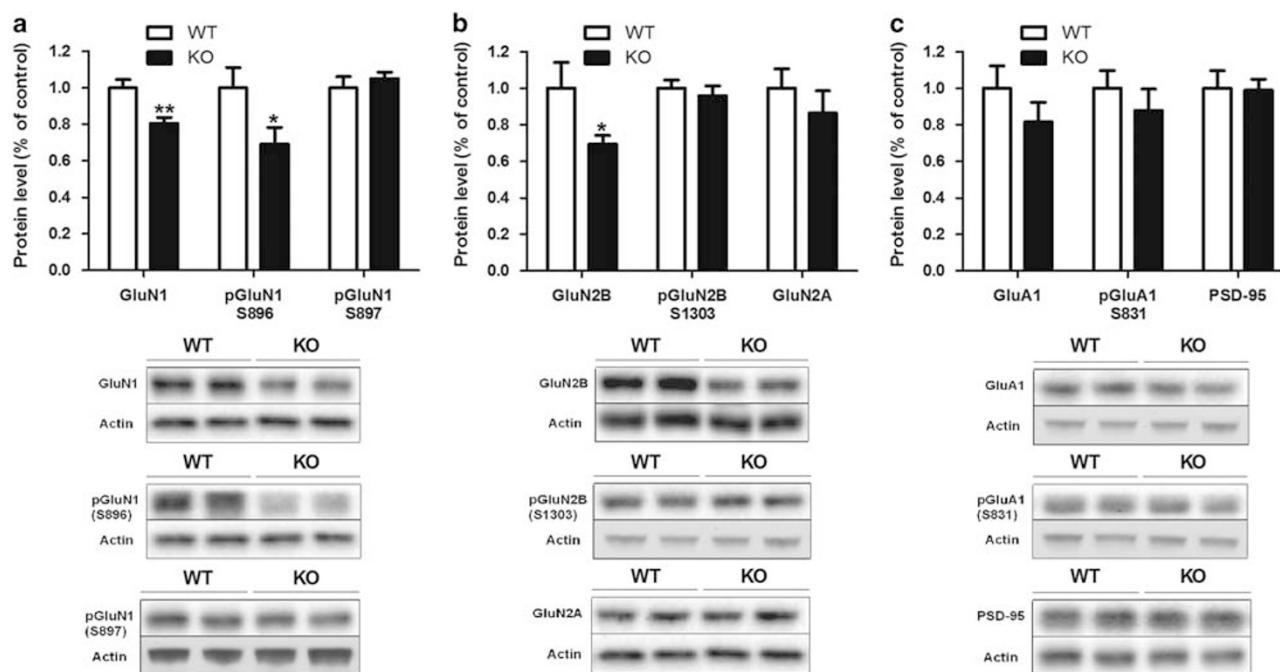 a
WT
KO
Protein level (% of control)
1.2
1.0
0.8
0.6
0.4
0.2
0.0
**
*
GluN1
pGluN1
S896
pGluN1
S897
WT KO
GluN1
Actin
WT KO
pGluN1
(S896)
Actin
WT KO
pGluN1
(S897)
Actin
b
WT
KO
Protein level (% of control)
1.2
1.0
0.8
0.6
0.4
0.2
0.0
*
GluN2B
pGluN2B
S1303
GluN2A
WT KO
GluN2B
Actin
WT KO
pGluN2B
(S1303)
Actin
WT KO
GluN2A
Actin
c
WT
KO
Protein level (% of control)
1.2
1.0
0.8
0.6
0.4
0.2
0.0
GluA1
pGluA1
S831
PSD-95
WT KO
GluA1
Actin
WT KO
pGluA1
(S831)
Actin
WT KO
PSD-95
Actin